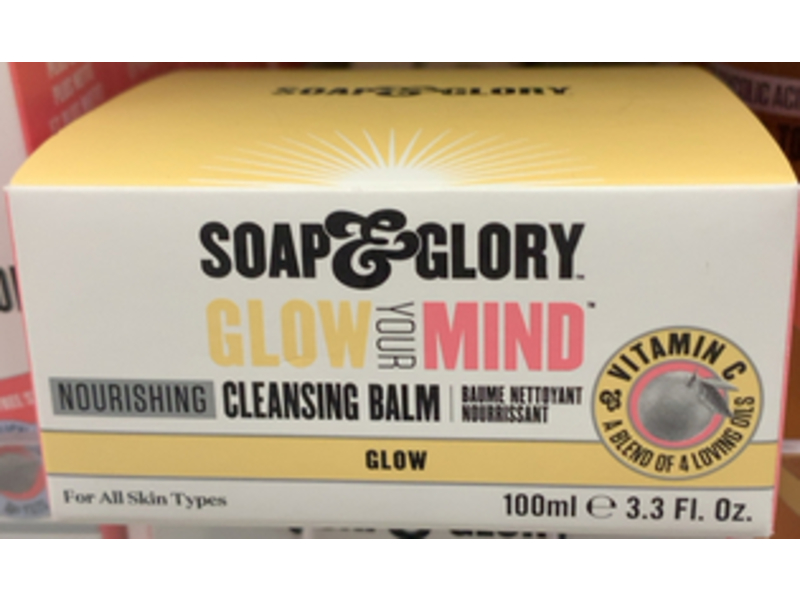 SOAP & GLORY
SOAP & GLORY™
GLOW YOUR MIND™
NOURISHING CLEANSING BALM
BAUME NETTOYANT
NOURRISSANT
VITAMIN C
& A BLEND OF 4 LOVING OILS
GLOW
For All Skin Types
100ml ℮ 3.3 Fl. Oz.